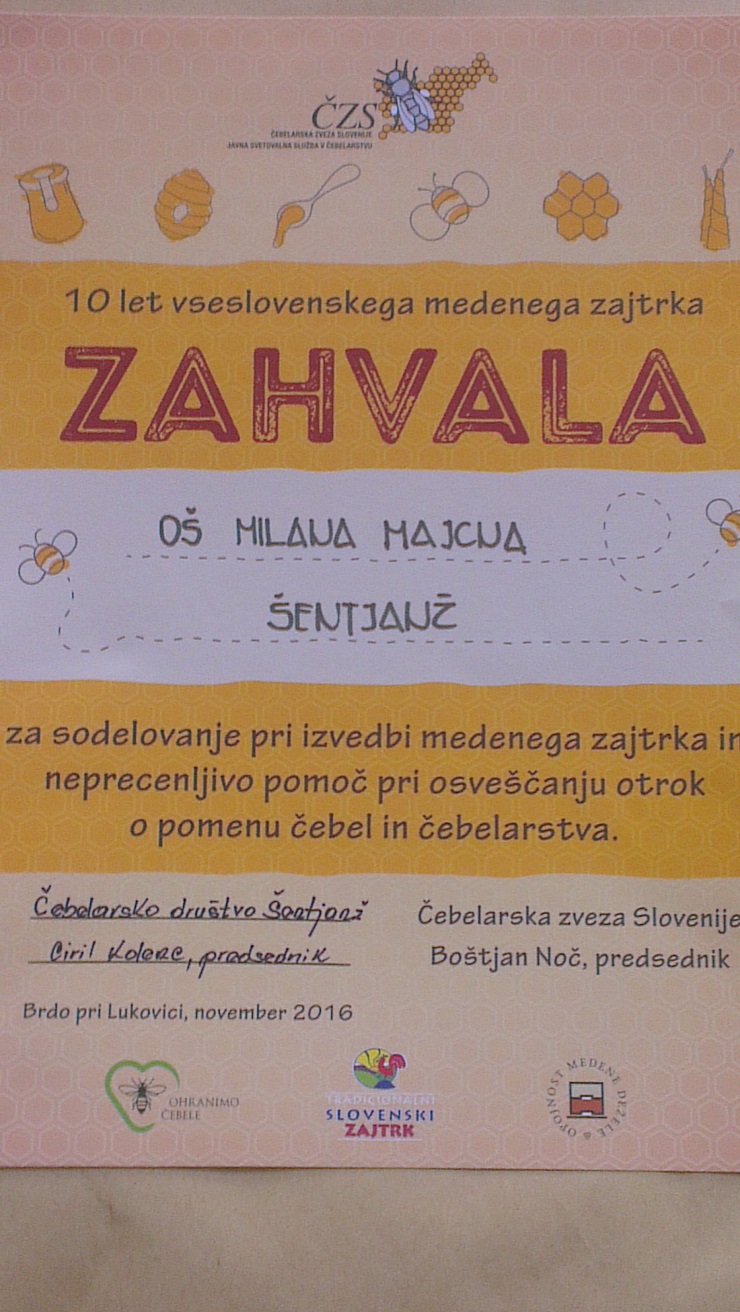 ČZS
ČEBELARSKA ZVEZA SLOVENIJE
JAVNA SVETOVALNA SLUŽBA V ČEBELARSTVU
10 let vseslovenskega medenega zajtrka
ZAHVALA
OŠ MILANA MAJCNA
ŠENTJANŽ
za sodelovanje pri izvedbi medenega zajtrka in
neprecenljivo pomoč pri osveščanju otrok
o pomenu čebel in čebelarstva.
Čebelarsko društvo Šentjanž
Ciril Kolenc, predsednik
Čebelarska zveza Slovenije
Boštjan Noč, predsednik
Brdo pri Lukovici, november 2016
OHRANIMO
ČEBELE
TRADICIONALNI
SLOVENSKI
ZAJTRK
OPOJNOST MEDENE DEŽELE &